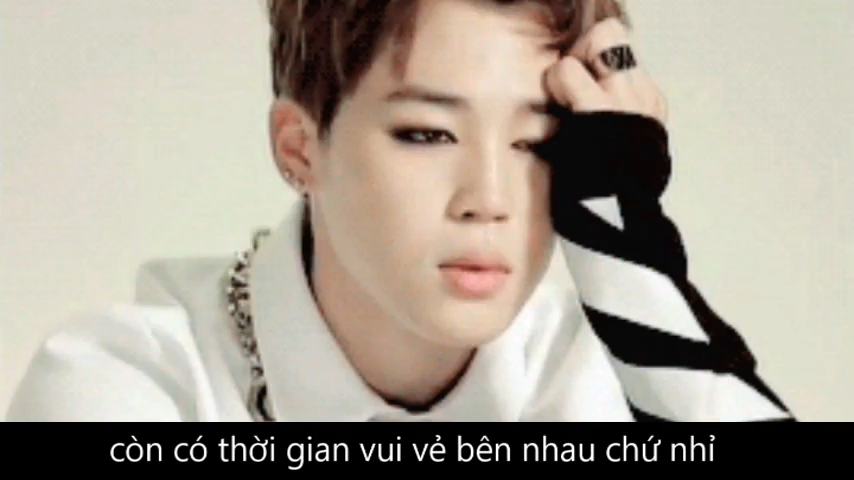 còn có thời gian vui vẻ bên nhau chứ nhỉ